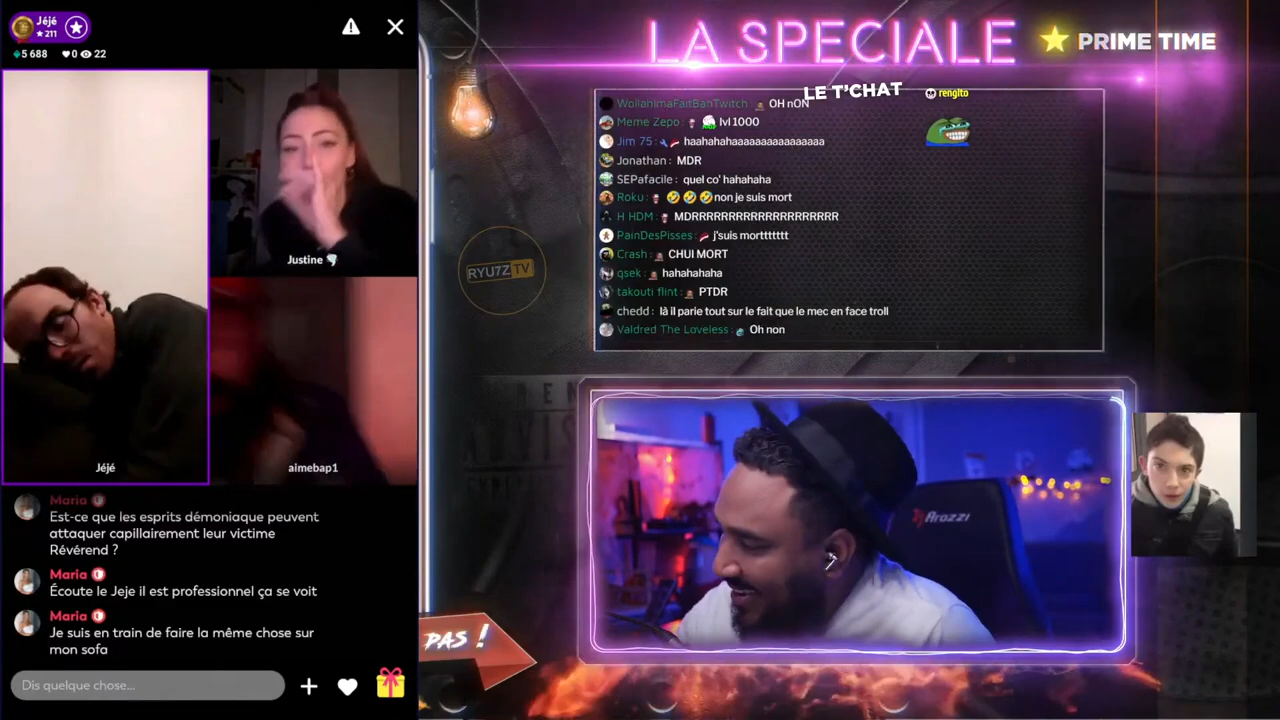 Jéjé
★ 211
5 688
0
22
Justine
Jéjé
aimebap1
Maria
Est-ce que les esprits démoniaque peuvent
attaquer capillairement leur victime
Révérend ?
Maria
Écoute le Jeje il est professionnel ça se voit
Maria
Je suis en train de faire la même chose sur
mon sofa
Dis quelque chose...
LA SPECIALE
PRIME TIME
LE T'CHAT
rengito
WollahImaFaitBanTwitch : OH nON
Meme Zepo : lvl 1000
Jim 75 : haahahahaaaaaaaaaaaaaaa
Jonathan : MDR
SEPafacile : quel co' hahahaha
Roku : 🤣 🤣 🤣 non je suis mort
H HDM : MDRRRRRRRRRRRRRRRRRRRR
PainDesPisses : j'suis morttttttt
Crash : CHUI MORT
qsek : hahahahaha
takouti flint : PTDR
chedd : là il parie tout sur le fait que le mec en face troll
Valdred The Loveless : Oh non
RYU7Z TV
Arozzi
PAS !